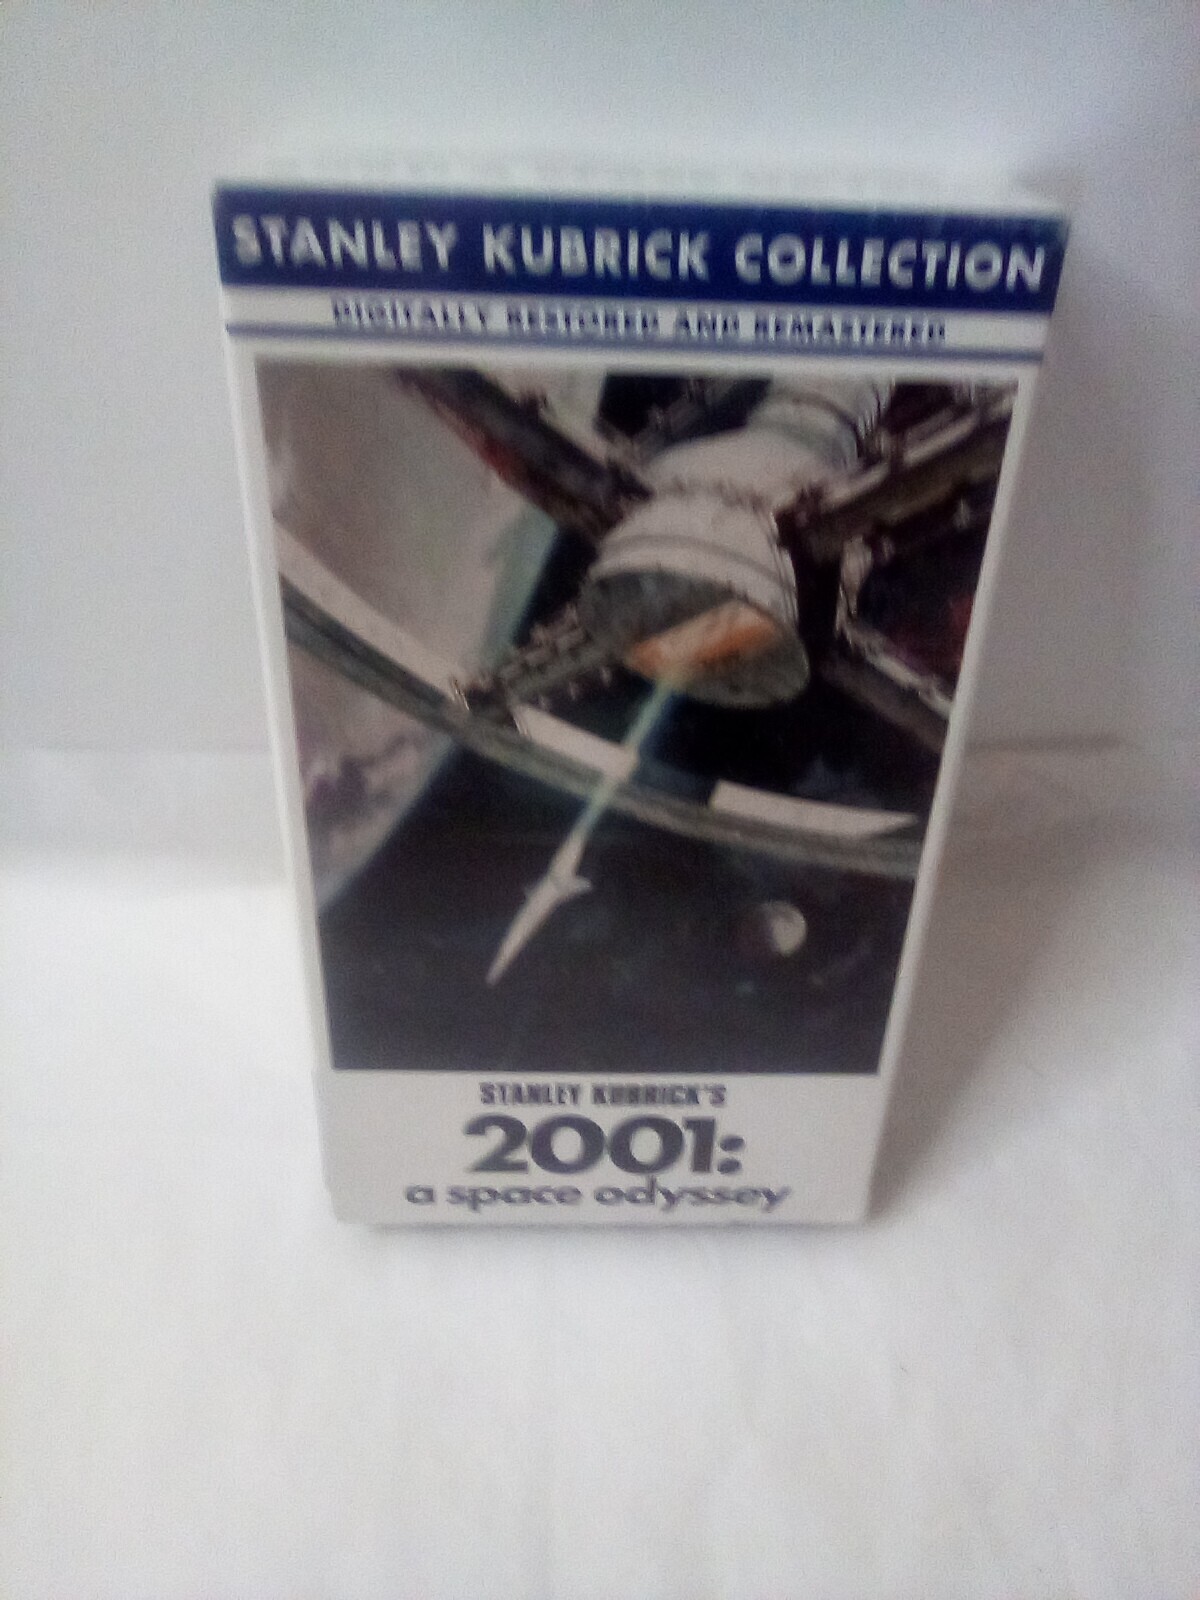 STANLEY KUBRICK COLLECTION
DIGITALLY RESTORED AND REMASTERED
STANLEY KUBRICK'S
2001:
a space odyssey